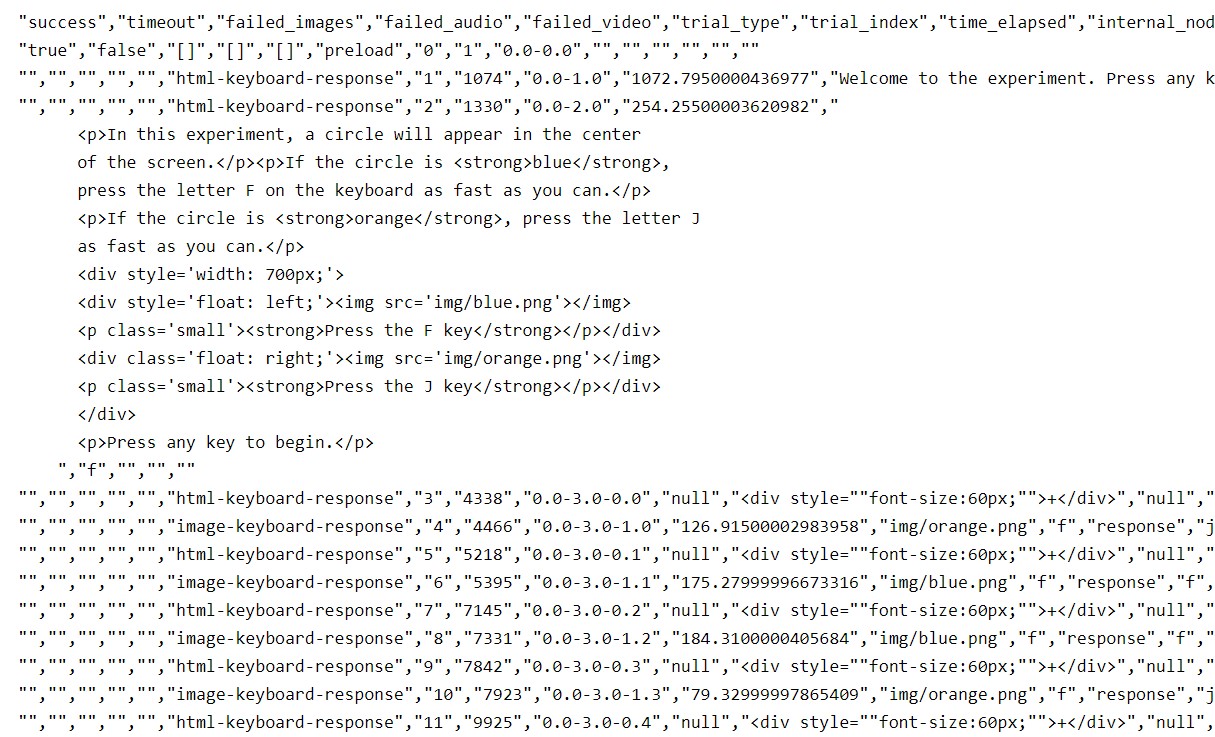 "success","timeout","failed_images","failed_audio","failed_video","trial_type","trial_index","time_elapsed","internal_nod
"true","false","[]","[]","[]","preload","0","1","0.0-0.0","","","","","",""
"","","","","","html-keyboard-response","1","1074","0.0-1.0","1072.7950000436977","Welcome to the experiment. Press any k
"","","","","","html-keyboard-response","2","1330","0.0-2.0","254.25500003620982","
<p>In this experiment, a circle will appear in the center
of the screen.</p><p>If the circle is <strong>blue</strong>,
press the letter F on the keyboard as fast as you can.</p>
<p>If the circle is <strong>orange</strong>, press the letter J
as fast as you can.</p>
<div style='width: 700px;'>
<div style='float: left;'><img src='img/blue.png'></img>
<p class='small'><strong>Press the F key</strong></p></div>
<div class='float: right;'><img src='img/orange.png'></img>
<p class='small'><strong>Press the J key</strong></p></div>
</div>
<p>Press any key to begin.</p>
","f","","",""
"","","","","","html-keyboard-response","3","4338","0.0-3.0-0.0","null","<div style=""font-size:60px;"">+</div>","null","
"","","","","","image-keyboard-response","4","4466","0.0-3.0-1.0","126.91500002983958","img/orange.png","f","response","j
"","","","","","html-keyboard-response","5","5218","0.0-3.0-0.1","null","<div style=""font-size:60px;"">+</div>","null","
"","","","","","image-keyboard-response","6","5395","0.0-3.0-1.1","175.27999996673316","img/blue.png","f","response","f",
"","","","","","html-keyboard-response","7","7145","0.0-3.0-0.2","null","<div style=""font-size:60px;"">+</div>","null","
"","","","","","image-keyboard-response","8","7331","0.0-3.0-1.2","184.3100000405684","img/blue.png","f","response","f","
"","","","","","html-keyboard-response","9","7842","0.0-3.0-0.3","null","<div style=""font-size:60px;"">+</div>","null","
"","","","","","image-keyboard-response","10","7923","0.0-3.0-1.3","79.32999997865409","img/orange.png","f","response","j
"","","","","","html-keyboard-response","11","9925","0.0-3.0-0.4","null","<div style=""font-size:60px;"">+</div>","null",